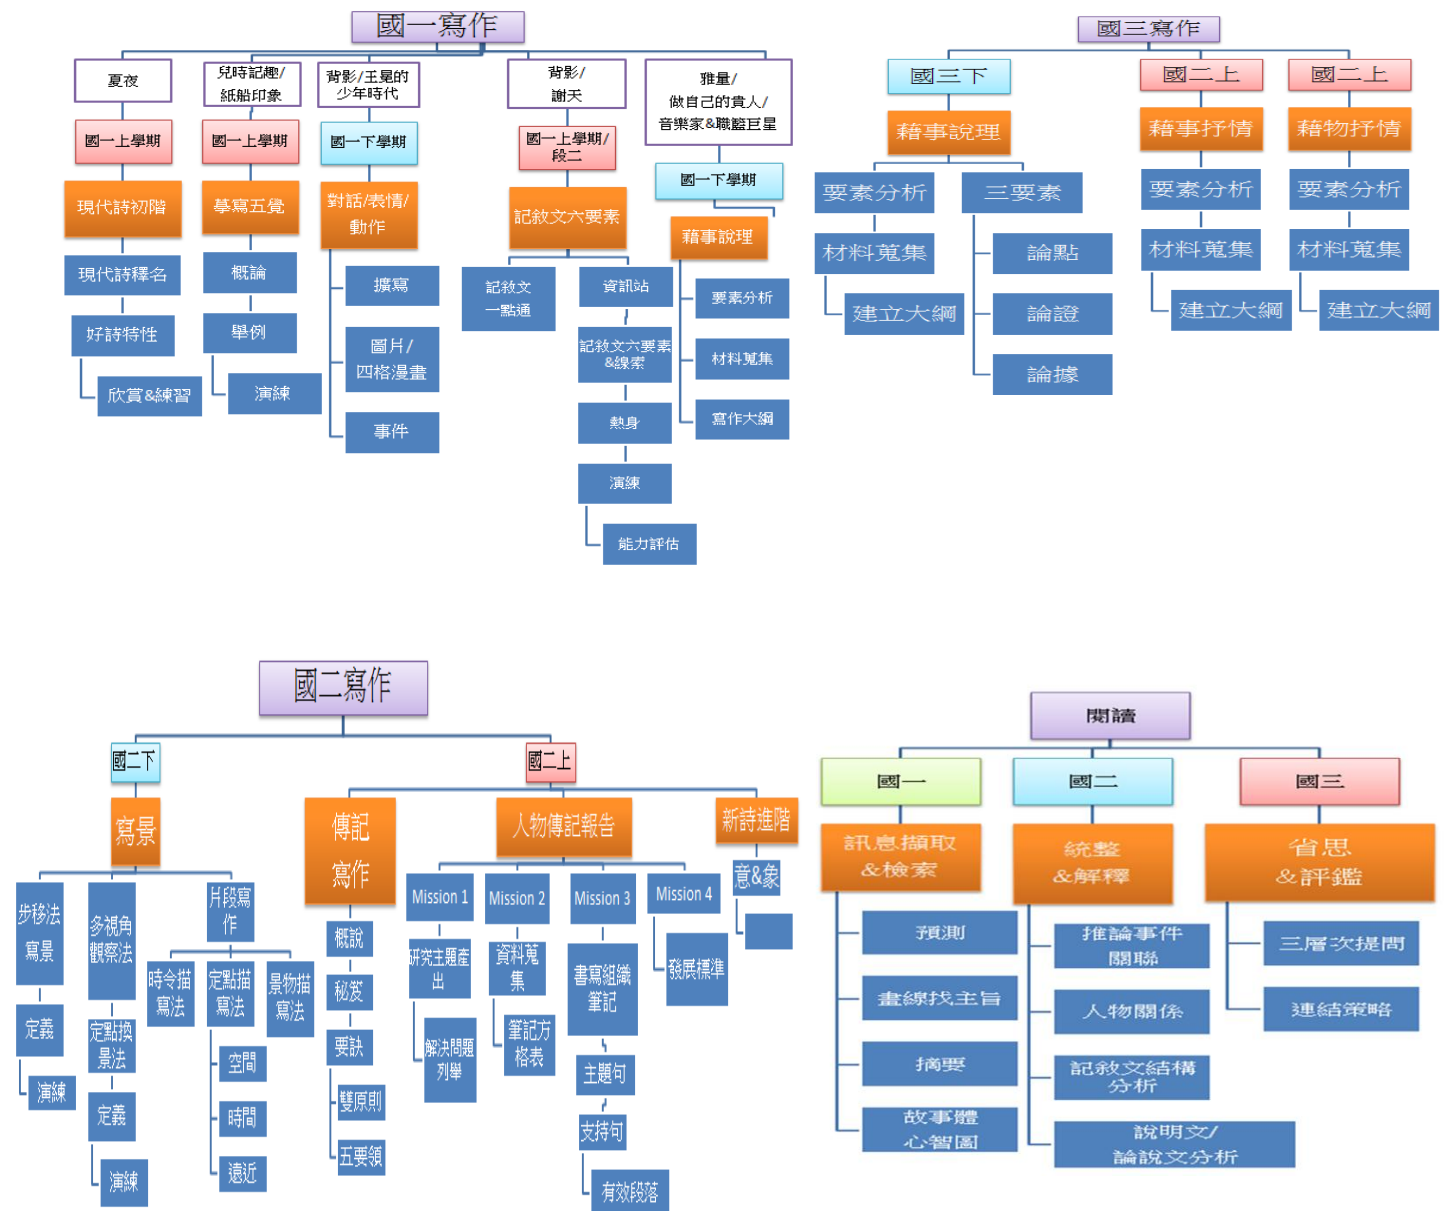 國一寫作
夏夜
國一上學期
現代詩初階
現代詩釋名
好詩特性
欣賞&練習
兒時記趣/
紙船印象
國一上學期
摹寫五覺
概論
舉例
演練
背影/王冕的
少年時代
國一下學期
對話/表情/
動作
擴寫
圖片/
四格漫畫
事件
背影/
謝天
國一上學期/
段二
記敘文六要素
記敘文
一點通
資訊站
記敘文六要素
&線索
熱身
演練
能力評估
雅量/
做自己的貴人/
音樂家&職籃巨星
國一下學期
藉事說理
要素分析
材料蒐集
寫作大綱
國三寫作
國三下
藉事說理
要素分析
材料蒐集
建立大綱
三要素
論點
論證
論據
國二上
藉事抒情
要素分析
材料蒐集
建立大綱
國二上
藉物抒情
要素分析
材料蒐集
建立大綱
國二寫作
國二下
寫景
步移法
寫景
定義
演練
多視角
觀察法
定點換
景法
定義
演練
片段寫
作
時令描
寫法
定點描
寫法
空間
時間
遠近
景物描
寫法
國二上
傳記
寫作
概說
秘笈
要訣
雙原則
五要領
人物傳記報告
Mission 1
研究主題產
出
解決問題
列舉
Mission 2
資料蒐
集
筆記方
格表
Mission 3
書寫組織
筆記
主題句
支持句
有效段落
Mission 4
發展標準
新詩進階
意&象
閱讀
國一
訊息擷取
&檢索
預測
畫線找主旨
摘要
故事體
心智圖
國二
統整
&解釋
推論事件
關聯
人物關係
記敘文結構
分析
說明文/
論說文分析
國三
省思
&評鑑
三層次提問
連結策略